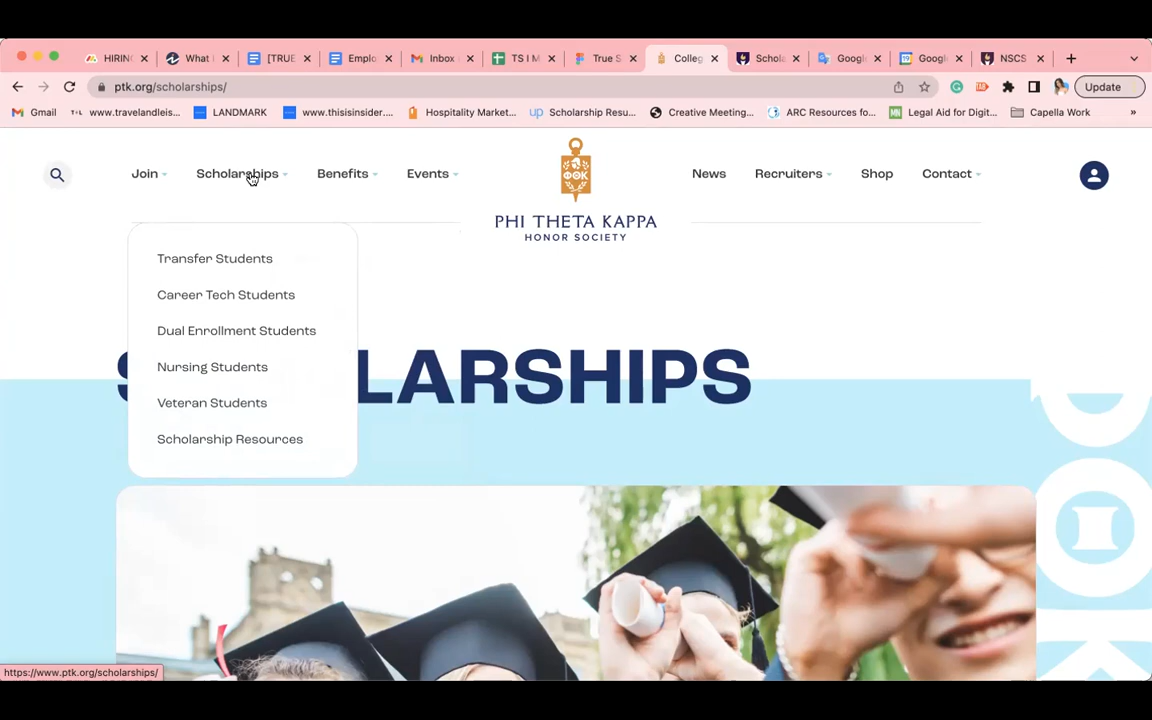 HIRING
What I
[TRUE
Emplo
Inbox
TS I M
True S
Colleg
Schola
Googl
Googl
NSCS
ptk.org/scholarships/
Update
Gmail
www.travelandleis...
LANDMARK
www.thisisinsider....
Hospitality Market...
Scholarship Resu...
Creative Meeting...
ARC Resources fo...
Legal Aid for Digit...
Capella Work
»
Join
Scholarships
Benefits
Events
ΦΘΚ
PHI THETA KAPPA
HONOR SOCIETY
News
Recruiters
Shop
Contact
Transfer Students
Career Tech Students
Dual Enrollment Students
Nursing Students
Veteran Students
Scholarship Resources
LARSHIPS
https://www.ptk.org/scholarships/